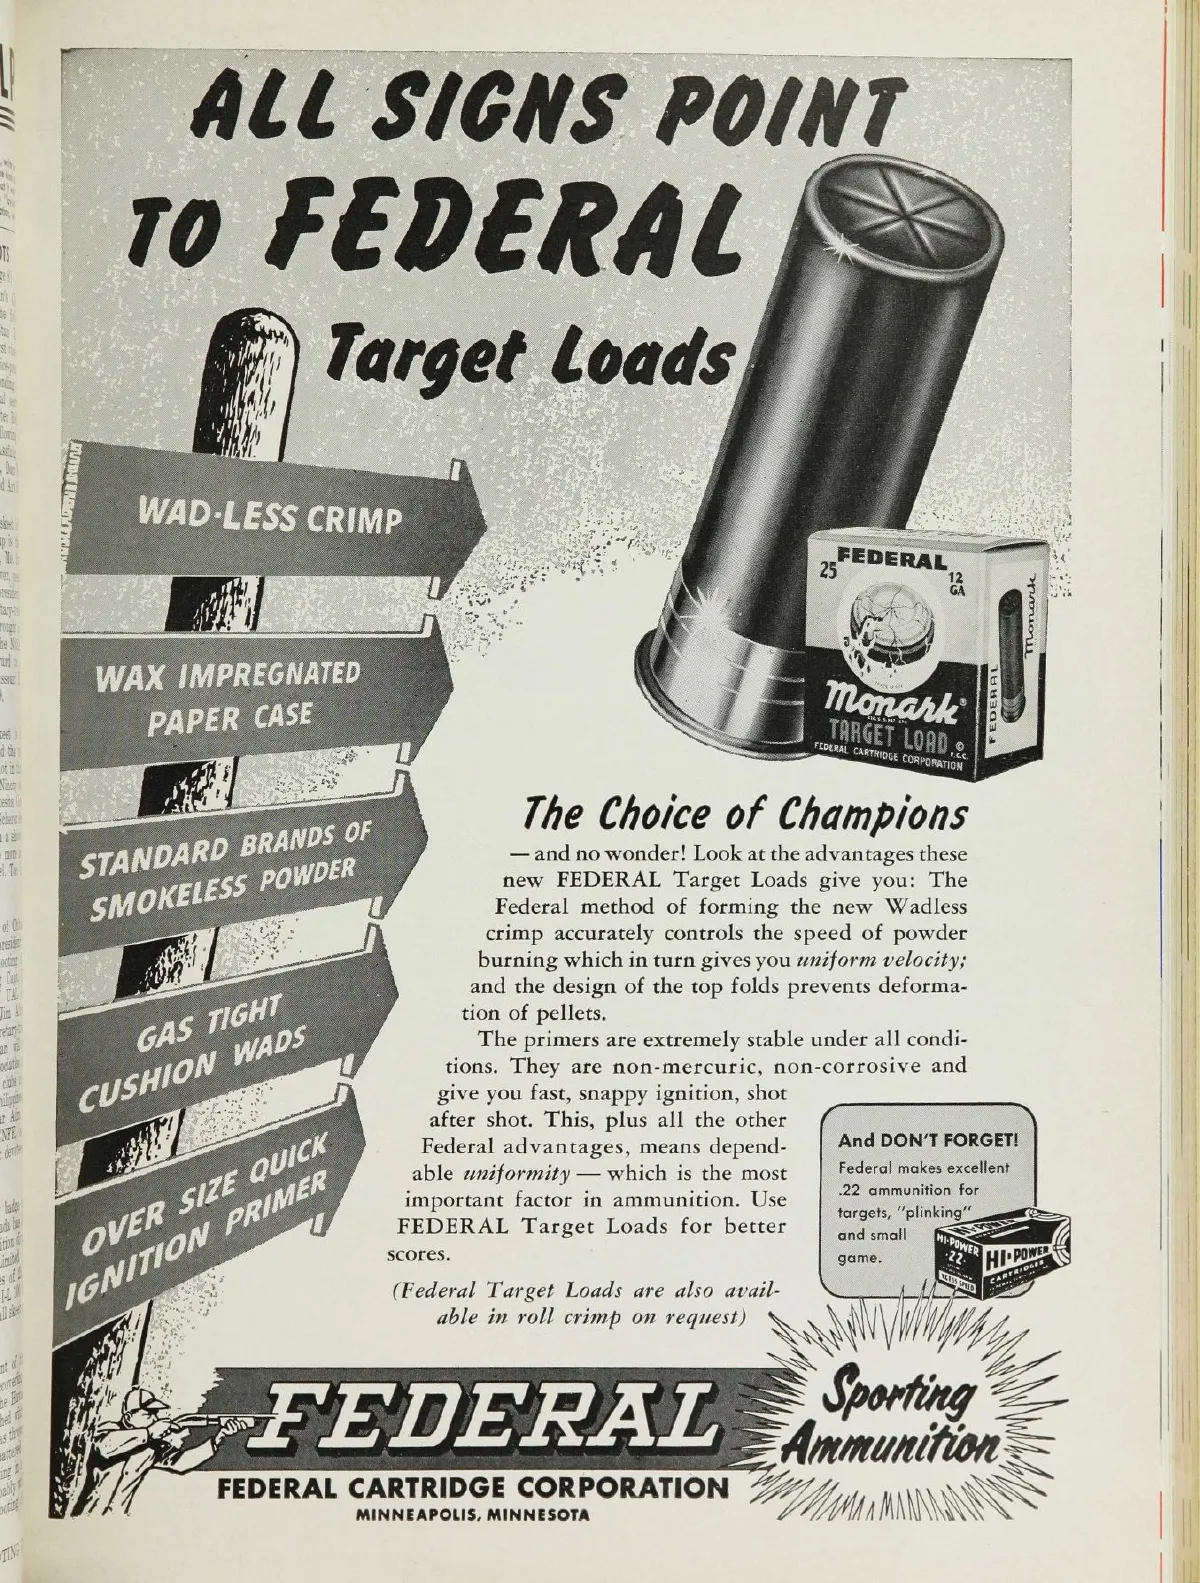 ALL SIGNS POINT
TO FEDERAL
Target Loads
WAD-LESS CRIMP
WAX IMPREGNATED
PAPER CASE
STANDARD BRANDS OF
SMOKELESS POWDER
GAS TIGHT
CUSHION WADS
OVER SIZE QUICK
IGNITION PRIMER
FEDERAL
25
12
GA
Monark®
TARGET LOAD
©
F.C.C.
FEDERAL CARTRIDGE CORPORATION
FEDERAL
Monark
The Choice of Champions
— and no wonder! Look at the advantages these
new FEDERAL Target Loads give you: The
Federal method of forming the new Wadless
crimp accurately controls the speed of powder
burning which in turn gives you uniform velocity;
and the design of the top folds prevents deforma-
tion of pellets.
The primers are extremely stable under all condi-
tions. They are non-mercuric, non-corrosive and
give you fast, snappy ignition, shot
after shot. This, plus all the other
Federal advantages, means depend-
able uniformity — which is the most
important factor in ammunition. Use
FEDERAL Target Loads for better
scores.
(Federal Target Loads are also avail-
able in roll crimp on request)
And DON'T FORGET!
Federal makes excellent
.22 ammunition for
targets, "plinking"
and small
game.
HI-POWER
HI-POWER
.22
HI-POWER
CARTRIDGES
FEDERAL
Sporting
Ammunition
FEDERAL CARTRIDGE CORPORATION
MINNEAPOLIS, MINNESOTA